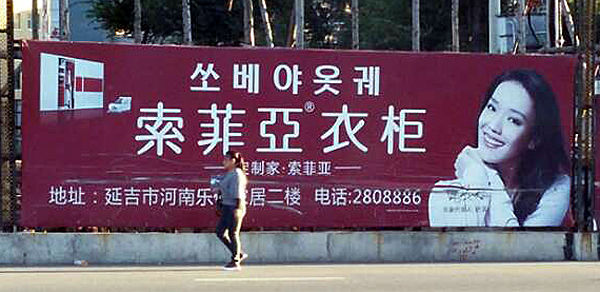 쏘베야옷궤
索菲亞®衣柜
制家·索菲亚
地址：延吉市河南乐 居二楼 电话:2808886